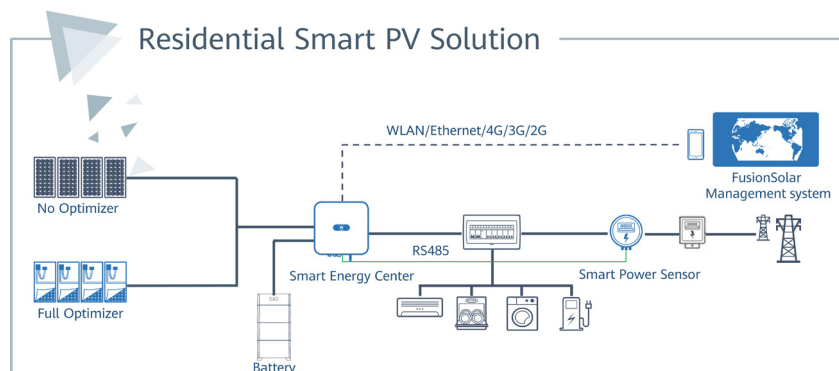 Residential Smart PV Solution
WLAN/Ethernet/4G/3G/2G
FusionSolar
Management system
No Optimizer
RS485
Smart Energy Center
Smart Power Sensor
Full Optimizer
Battery